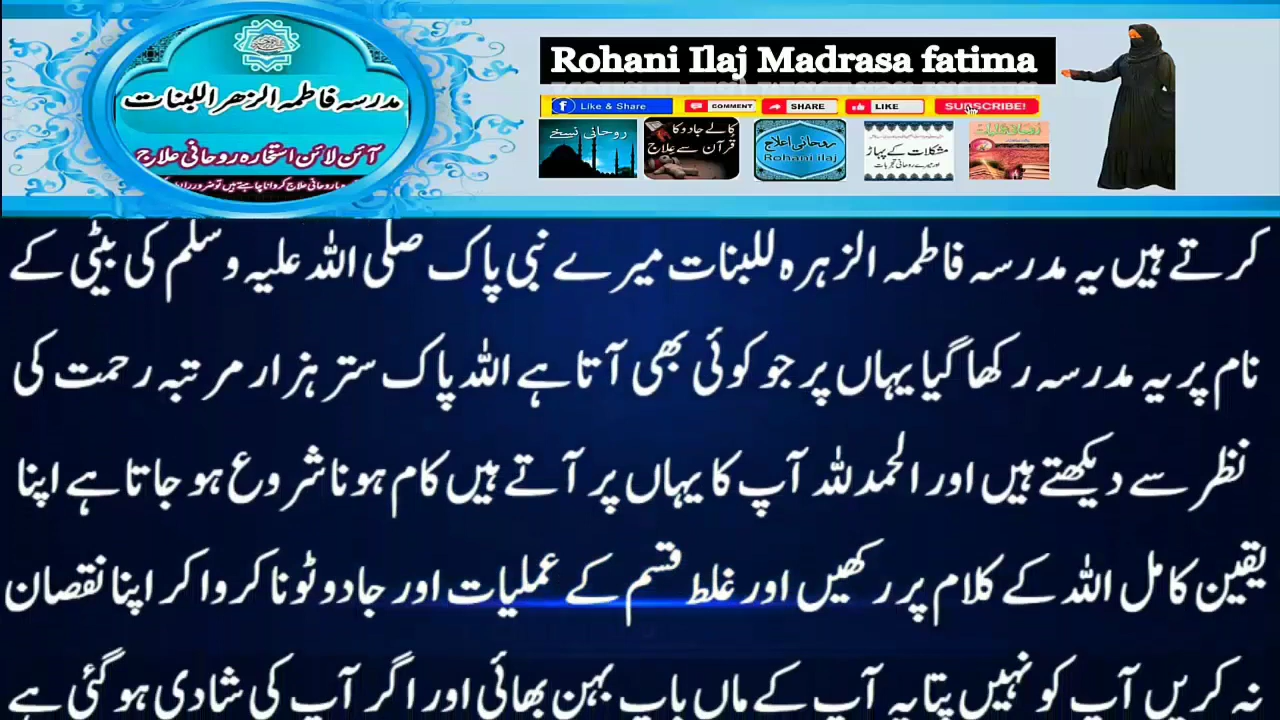 مدرسہ فاطمہ الزھرا للبنات
آئن لائن استخارہ روحانی علاج
Rohani Ilaj Madrasa fatima
Like & Share
COMMENT
SHARE
LIKE
SUBSCRIBE!
روحانی نسخے
کالے جادو کا
قرآن سے علاج
روحانی علاج
Rohani ilaj
مشکلات کے پہاڑ
اور میرے روحانی تجربات
کرتے ہیں یہ مدرسہ فاطمہ الزہرہ للبنات میرے نبی پاک صلی اللہ علیہ وسلم کی بیٹی کے
نام پر یہ مدرسہ رکھا گیا یہاں پر جو کوئی بھی آتا ہے اللہ پاک ستر ہزار مرتبہ رحمت کی
نظر سے دیکھتے ہیں اور الحمدللہ آپ کا یہاں پر آتے ہیں کام ہونا شروع ہو جاتا ہے اپنا
یقین کامل اللہ کے کلام پر رکھیں اور غلط قسم کے عملیات اور جادو ٹونا کروا کر اپنا نقصان
نہ کریں آپ کو نہیں پتا یہ آپ کے ماں باپ بہن بھائی اور اگر آپ کی شادی ہو گئی ہے